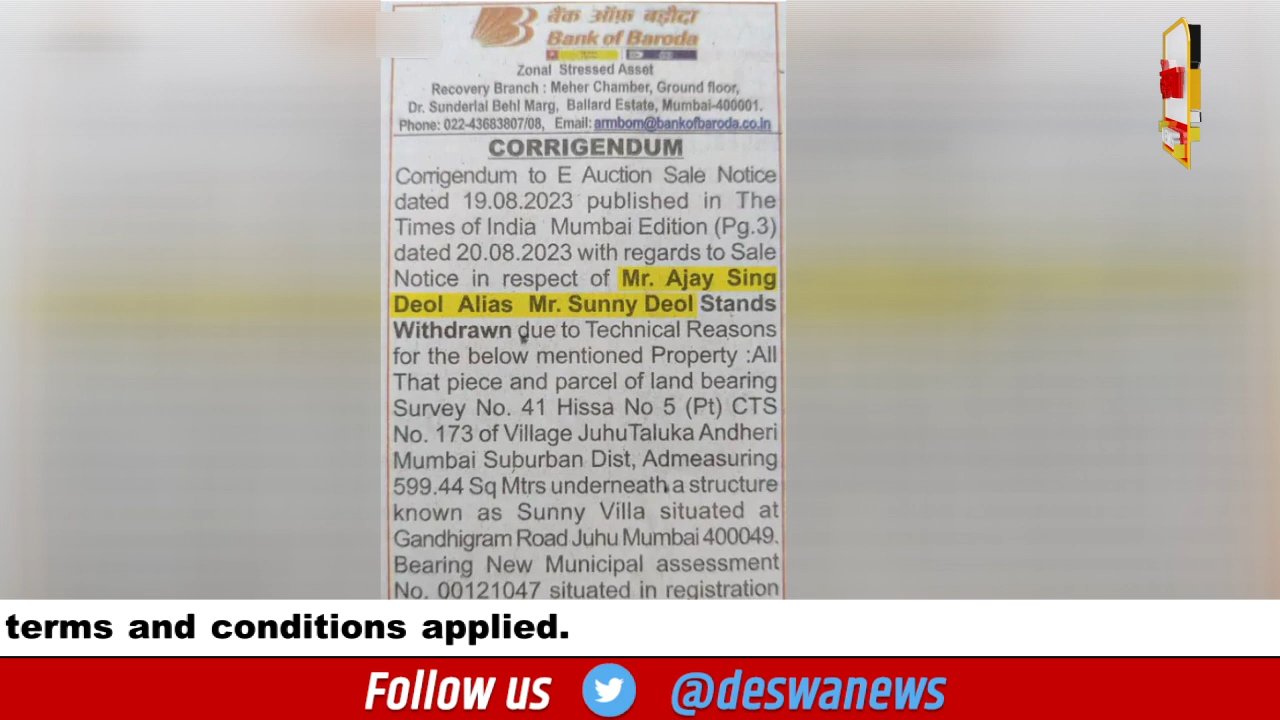 बैंक ऑफ़ बड़ौदा
Bank of Baroda
Zonal Stressed Asset
Recovery Branch : Meher Chamber, Ground floor,
Dr. Sunderlal Behl Marg, Ballard Estate, Mumbai-400001.
Phone: 022-43683807/08, Email: armbom@bankofbaroda.co.in
CORRIGENDUM
Corrigendum to E Auction Sale Notice
dated 19.08.2023 published in The
Times of India Mumbai Edition (Pg.3)
dated 20.08.2023 with regards to Sale
Notice in respect of Mr. Ajay Sing
Deol Alias Mr. Sunny Deol Stands
Withdrawn due to Technical Reasons
for the below mentioned Property :All
That piece and parcel of land bearing
Survey No. 41 Hissa No 5 (Pt) CTS
No. 173 of Village JuhuTaluka Andheri
Mumbai Suburban Dist, Admeasuring
599.44 Sq Mtrs underneath a structure
known as Sunny Villa situated at
Gandhigram Road Juhu Mumbai 400049.
Bearing New Municipal assessment
No. 00121047 situated in registration
terms and conditions applied.
Follow us @deswanews